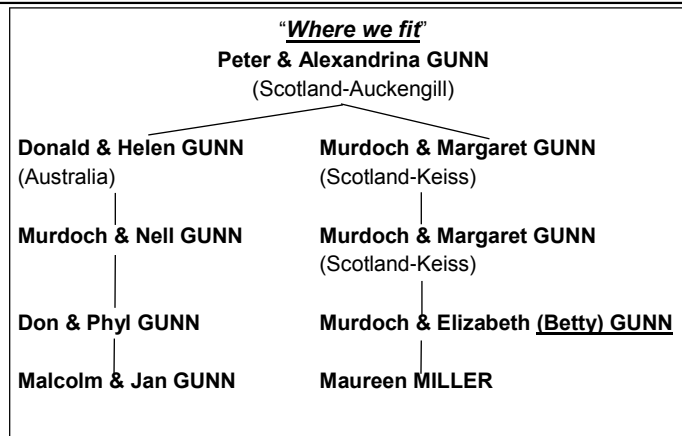 “Where we fit”
Peter & Alexandrina GUNN
(Scotland-Auckengill)
Donald & Helen GUNN Murdoch & Margaret GUNN
(Australia) (Scotland-Keiss)
Murdoch & Nell GUNN Murdoch & Margaret GUNN
(Scotland-Keiss)
Don & Phyl GUNN Murdoch & Elizabeth (Betty) GUNN
Malcolm & Jan GUNN Maureen MILLER